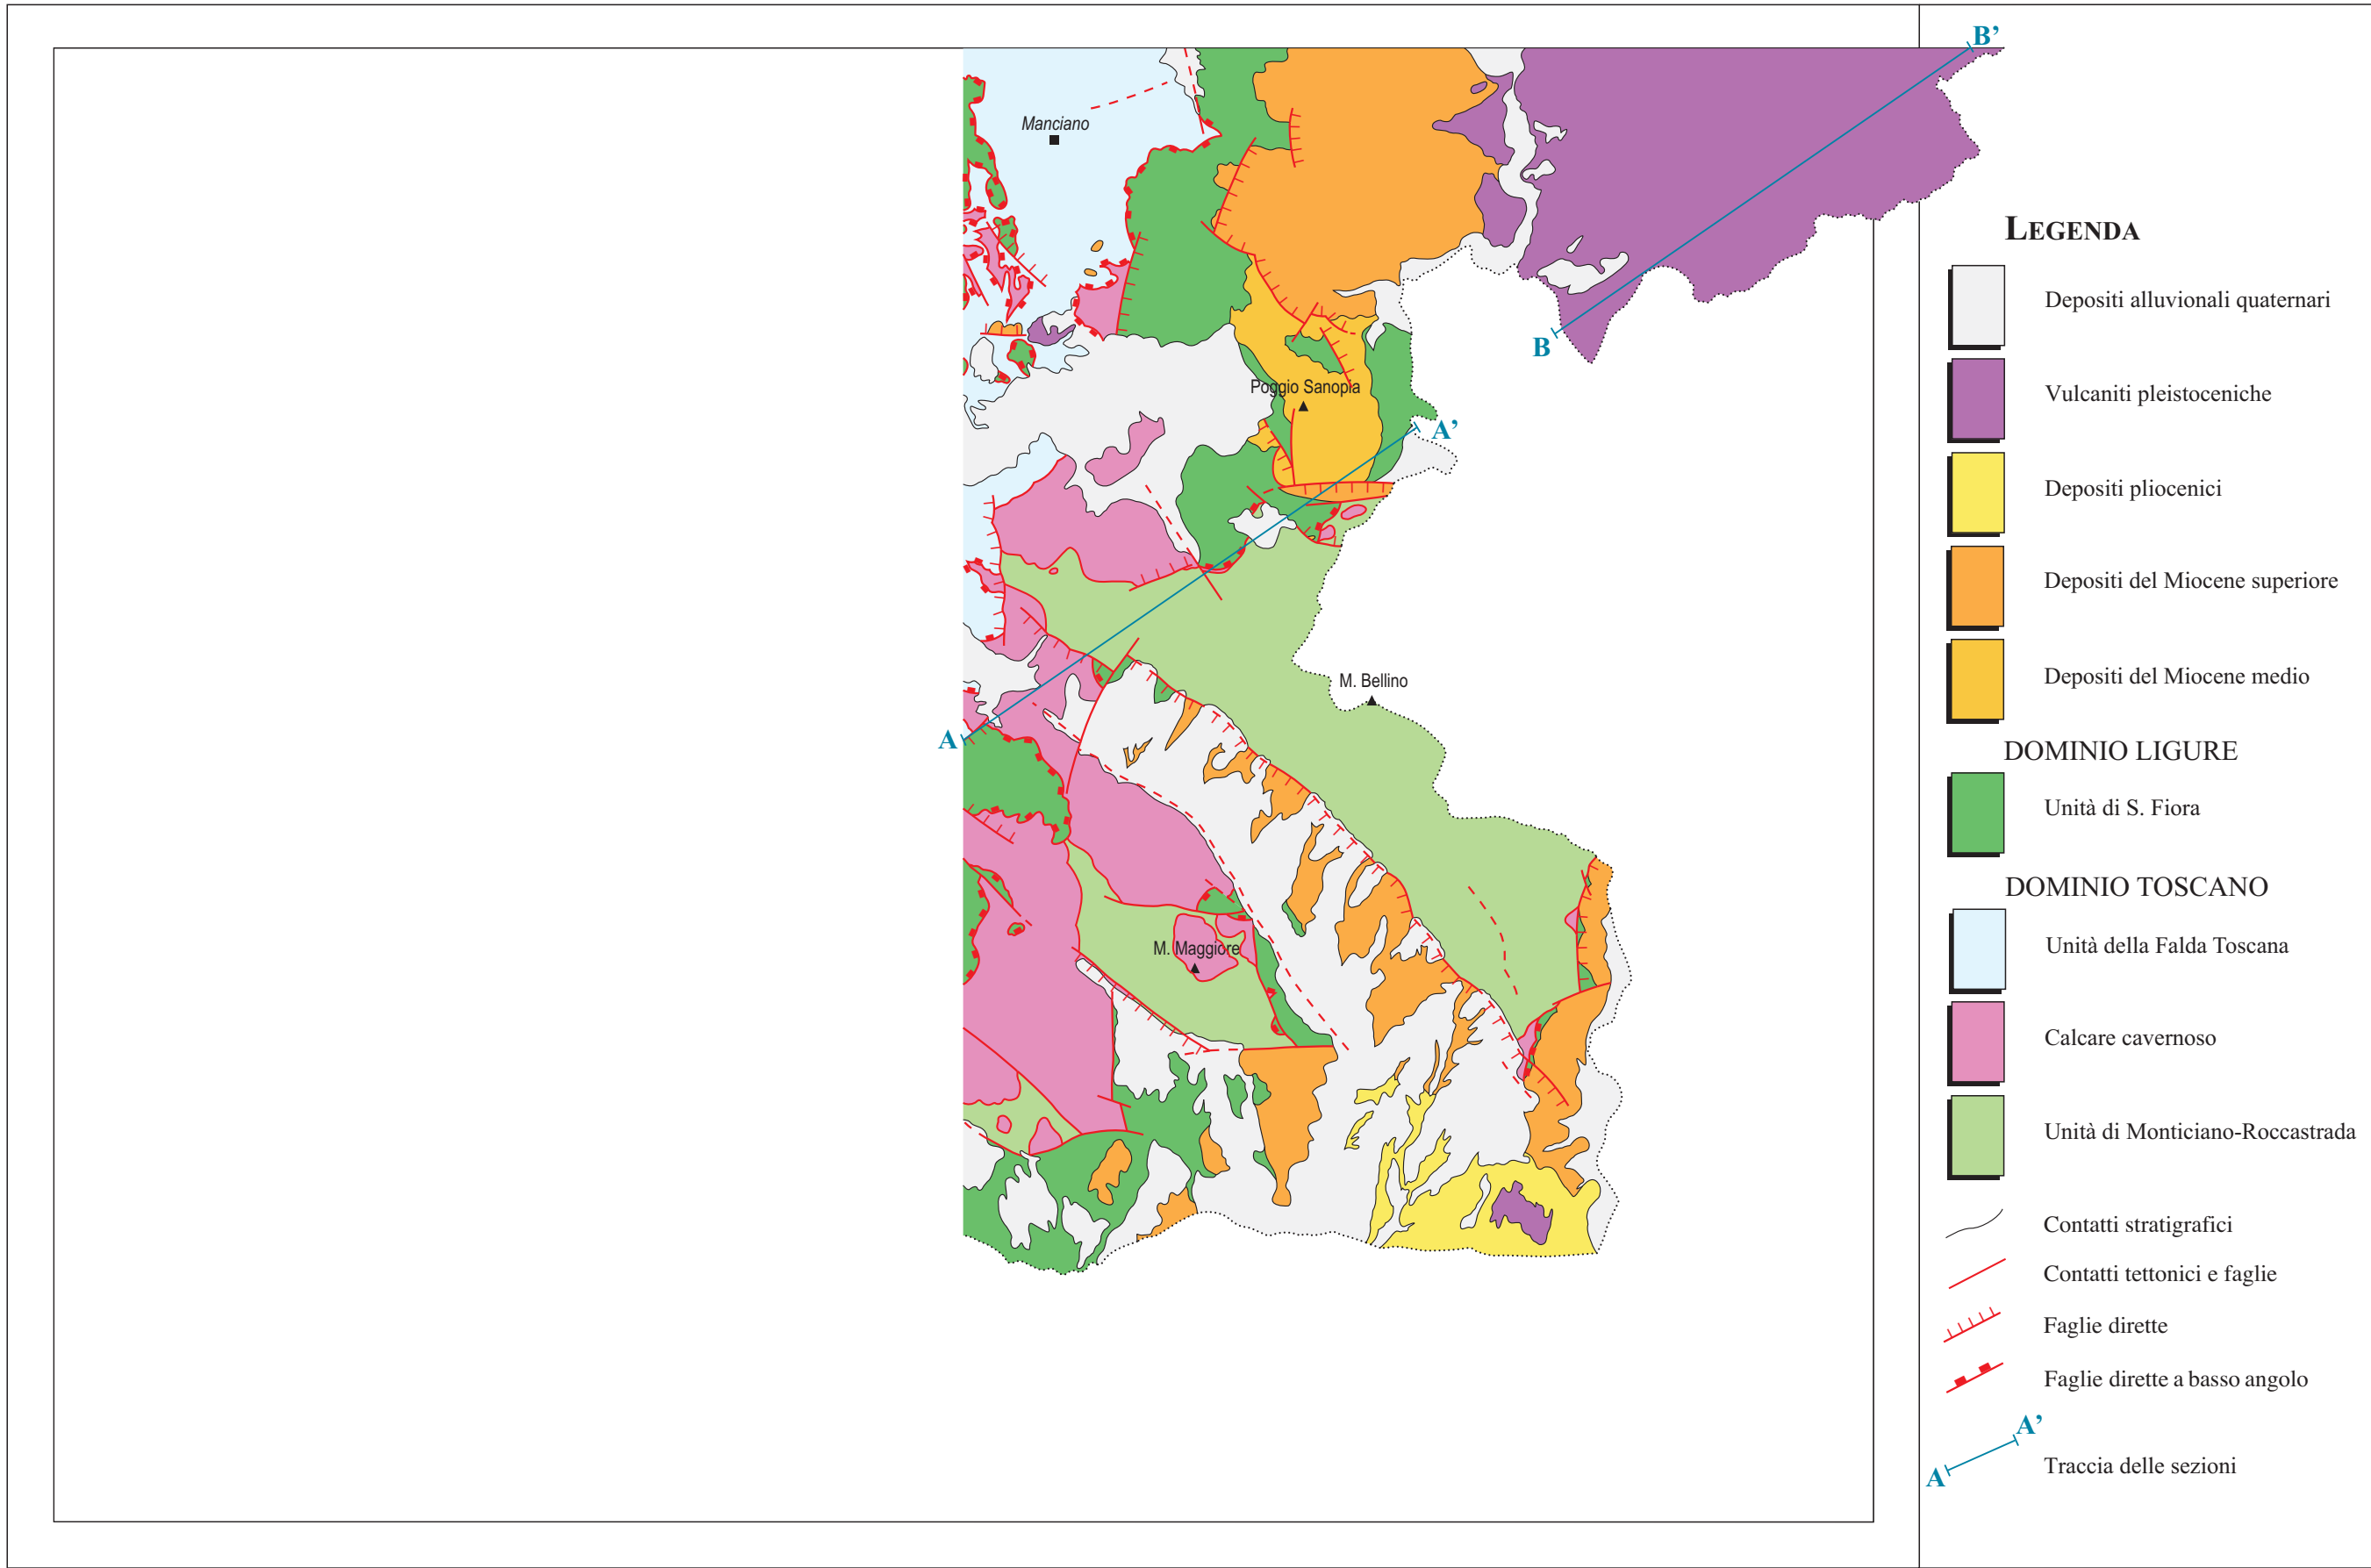 B’
Manciano
B
Poggio Sanopia
A’
M. Bellino
A
M. Maggiore
LEGENDA
Depositi alluvionali quaternari
Vulcaniti pleistoceniche
Depositi pliocenici
Depositi del Miocene superiore
Depositi del Miocene medio
DOMINIO LIGURE
Unità di S. Fiora
DOMINIO TOSCANO
Unità della Falda Toscana
Calcare cavernoso
Unità di Monticiano-Roccastrada
Contatti stratigrafici
Contatti tettonici e faglie
Faglie dirette
Faglie dirette a basso angolo
A’
A
Traccia delle sezioni